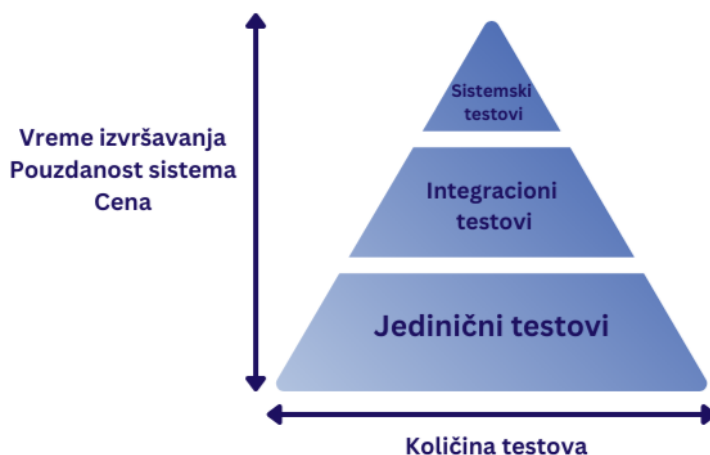 Sistemski
testovi
Vreme izvršavanja
Pouzdanost sistema
Cena
Integracioni
testovi
Jedinični testovi
Količina testova